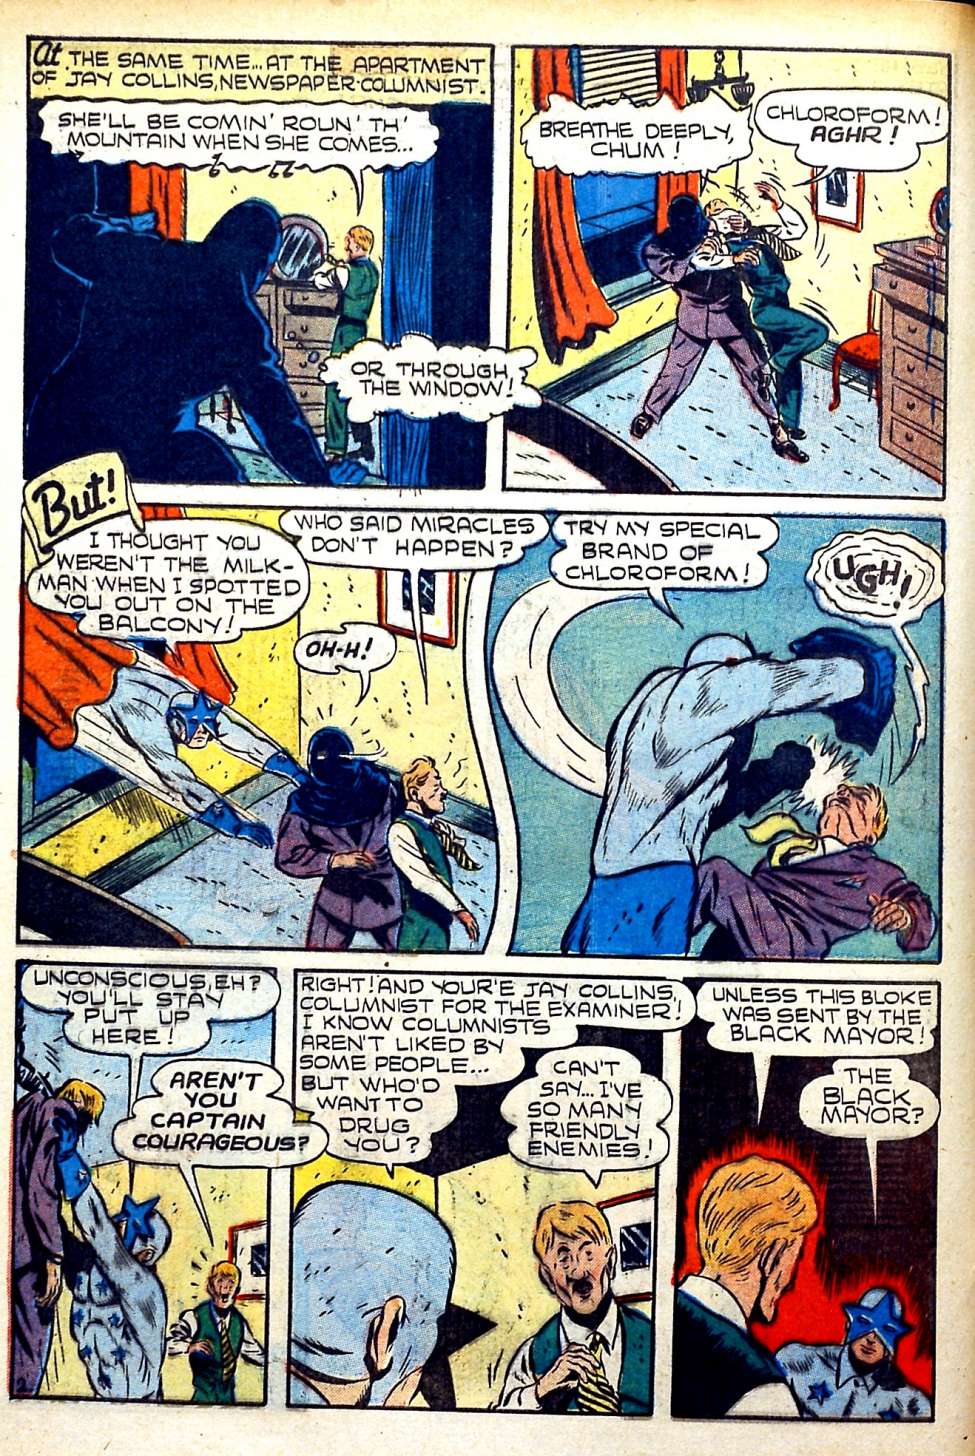 At THE SAME TIME... AT THE APARTMENT
OF JAY COLLINS, NEWSPAPER-COLUMNIST.
SHE'LL BE COMIN' ROUN' TH'
MOUNTAIN WHEN SHE COMES...
OR THROUGH
THE WINDOW!
BREATHE DEEPLY,
CHUM!
CHLOROFORM!
AGHR!
But!
I THOUGHT YOU
WEREN'T THE MILK-
MAN WHEN I SPOTTED
YOU OUT ON THE
BALCONY!
OH-H!
WHO SAID MIRACLES
DON'T HAPPEN?
TRY MY SPECIAL
BRAND OF
CHLOROFORM!
UGH!
UNCONSCIOUS, EH?
YOU'LL STAY
PUT UP
HERE!
AREN'T
YOU
CAPTAIN
COURAGEOUS?
2
RIGHT! AND YOUR'E JAY COLLINS,
COLUMNIST FOR THE EXAMINER!
I KNOW COLUMNISTS
AREN'T LIKED BY
SOME PEOPLE...
BUT WHO'D
WANT TO
DRUG
YOU?
CAN'T
SAY... I'VE
SO MANY
FRIENDLY
ENEMIES!
UNLESS THIS BLOKE
WAS SENT BY THE
BLACK MAYOR!
THE
BLACK
MAYOR?